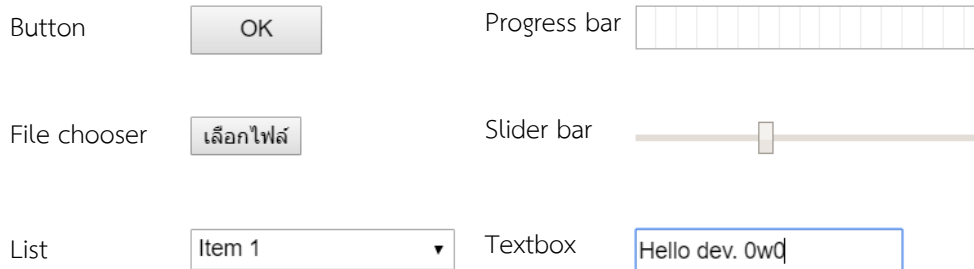 Button
OK
Progress bar
File chooser
เลือกไฟล์
Slider bar
List
Item 1
Textbox
Hello dev. 0w0